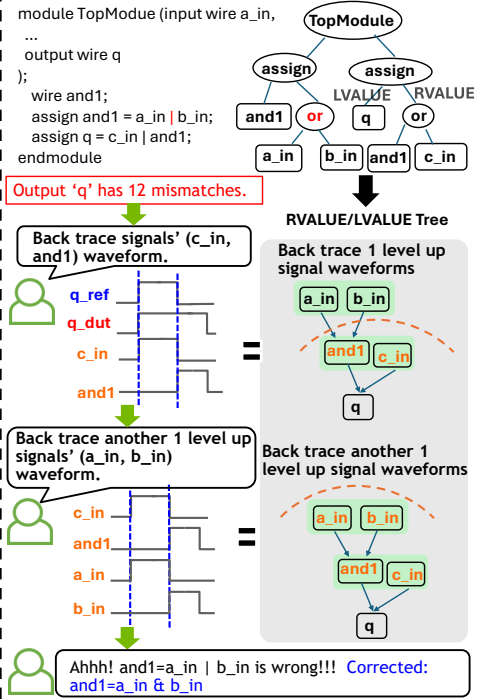 module TopModue (input wire a_in,
...
output wire q
);
wire and1;
assign and1 = a_in | b_in;
assign q = c_in | and1;
endmodule
TopModule
assign
assign
LVALUE
RVALUE
and1
or
q
or
a_in
b_in
and1
c_in
Output ‘q’ has 12 mismatches.
RVALUE/LVALUE Tree
Back trace signals’ (c_in,
and1) waveform.
q_ref
q_dut
c_in
and1
=
Back trace 1 level up
signal waveforms
a_in
b_in
and1
c_in
q
Back trace another 1 level up
signals’ (a_in, b_in)
waveform.
c_in
and1
a_in
b_in
=
Back trace another 1
level up signal waveforms
a_in
b_in
and1
c_in
q
Ahhh! and1=a_in | b_in is wrong!!! Corrected:
and1=a_in & b_in